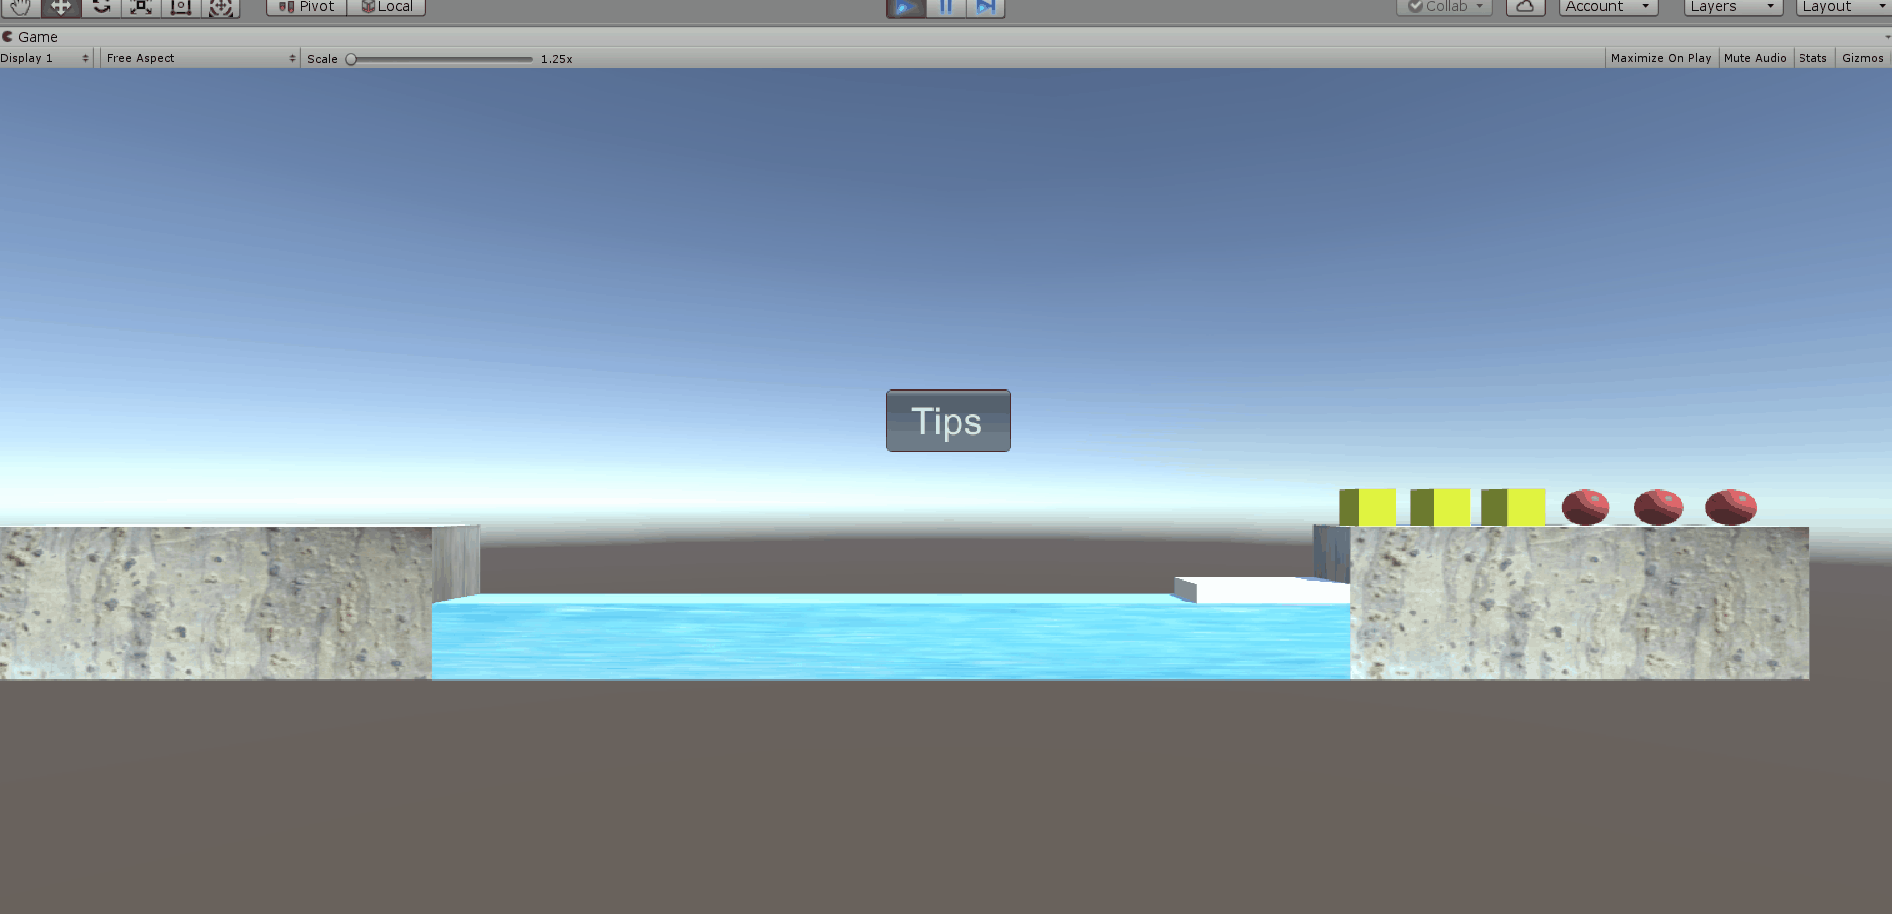 Pivot Local Collab Account Layers Layout
Game
Display 1 Free Aspect Scale 1.25x Maximize On Play Mute Audio Stats Gizmos
Tips